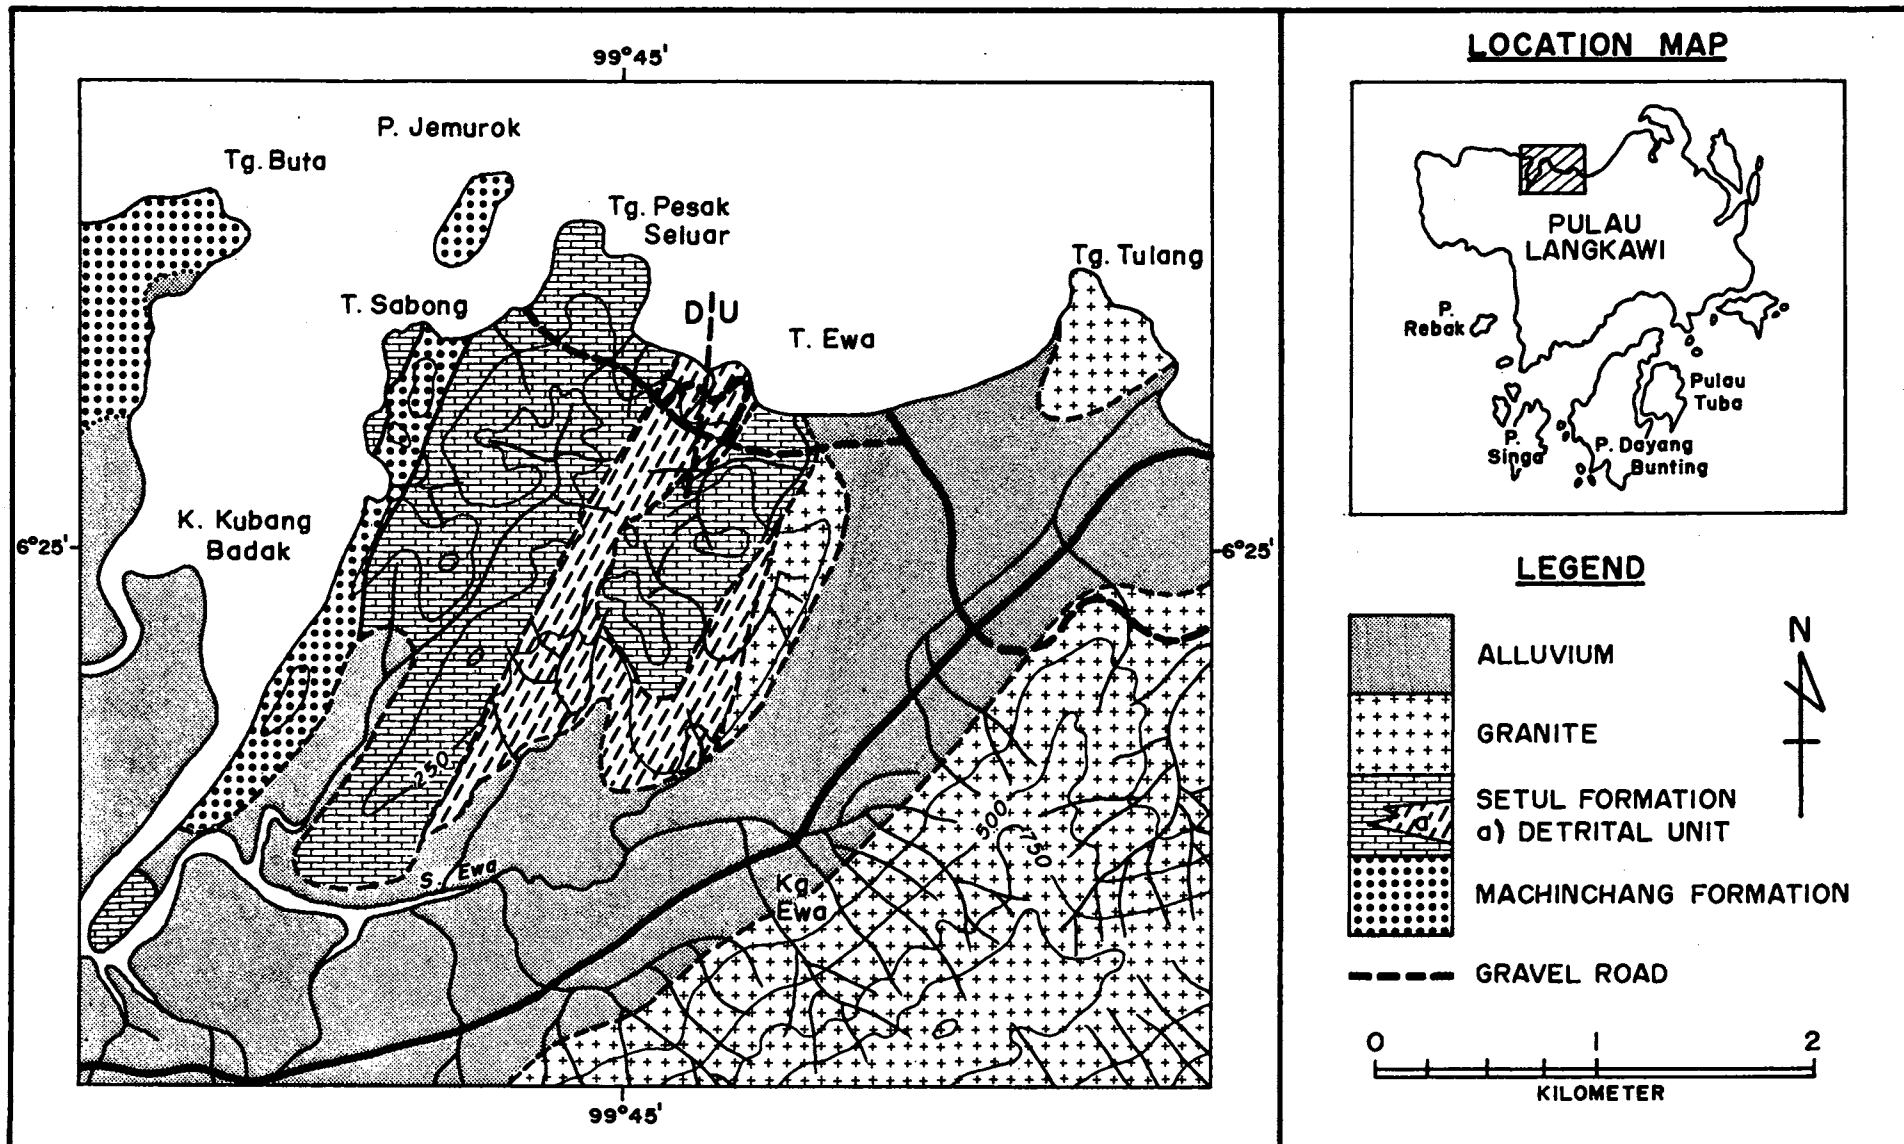 99°45'
P. Jemurok
Tg. Buta
Tg. Pesak
Seluar
Tg. Tulang
T. Sabong
D U
T. Ewa
K. Kubang
Badak
6°25'
6°25'
250
500
750
S. Ewa
Kg
Ewa
99°45'
LOCATION MAP
PULAU
LANGKAWI
P.
Rebak
Pulau
Tuba
P.
Singa
P. Dayang
Bunting
LEGEND
ALLUVIUM
GRANITE
SETUL FORMATION
a) DETRITAL UNIT
a
MACHINCHANG FORMATION
GRAVEL ROAD
N
0 1 2
KILOMETER